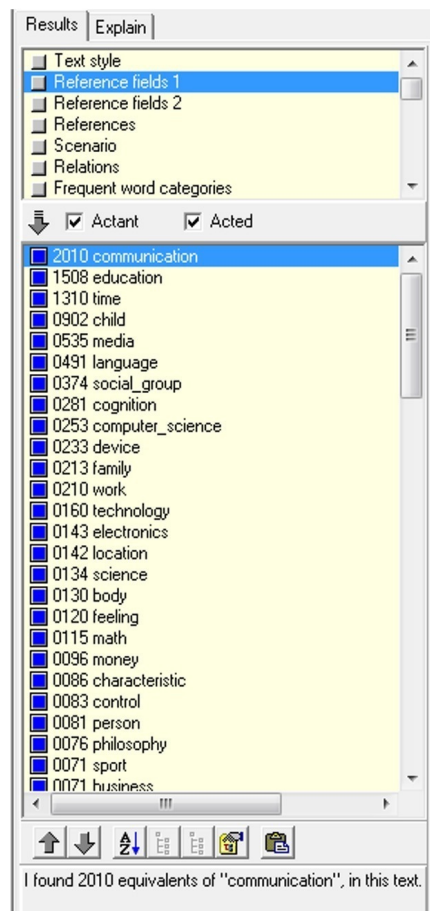 Results Explain
Text style
Reference fields 1
Reference fields 2
References
Scenario
Relations
Frequent word categories
Actant Acted
2010 communication
1508 education
1310 time
0902 child
0535 media
0491 language
0374 social_group
0281 cognition
0253 computer_science
0233 device
0213 family
0210 work
0160 technology
0143 electronics
0142 location
0134 science
0130 body
0120 feeling
0115 math
0096 money
0086 characteristic
0083 control
0081 person
0076 philosophy
0071 sport
0071 business
I found 2010 equivalents of "communication", in this text.